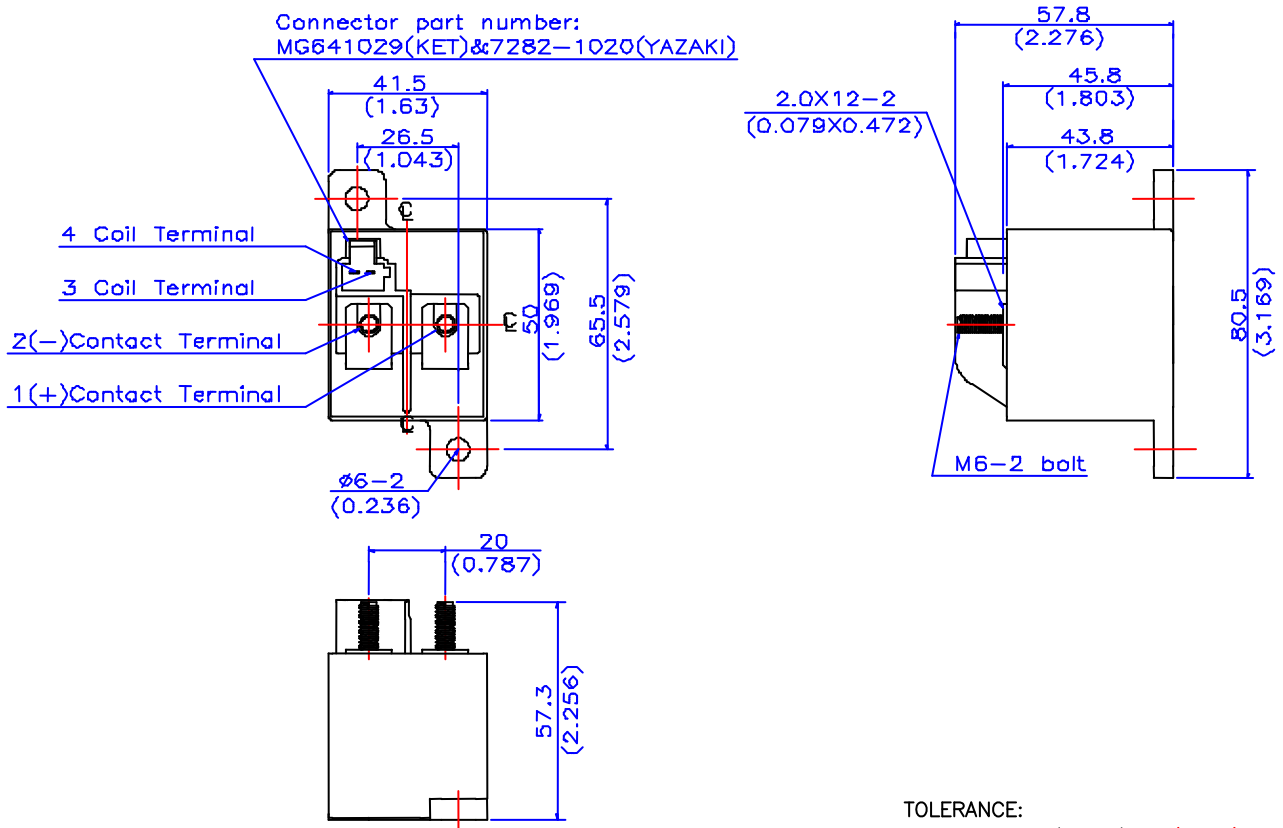 Connector part number:
MG641029(KET)&7282-1020(YAZAKI)
41.5
(1.63)
26.5
(1.043)
4 Coil Terminal
3 Coil Terminal
2(-)Contact Terminal
1(+)Contact Terminal
50
(1.969)
65.5
(2.579)
ø6-2
(0.236)
57.8
(2.276)
45.8
(1.803)
2.0X12-2
(0.079X0.472)
43.8
(1.724)
80.5
(3.169)
M6-2 bolt
20
(0.787)
57.3
(2.256)
TOLERANCE: